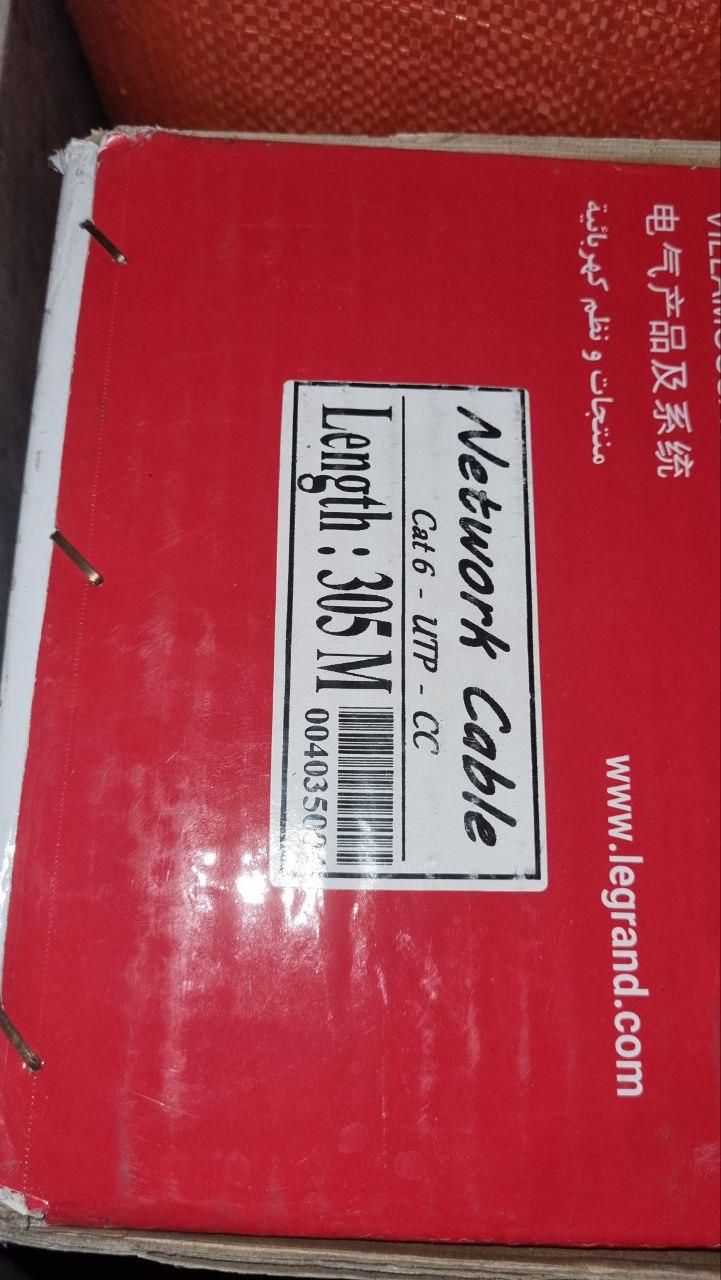 电气产品及系统
منتجات و نظم كهربائية
www.legrand.com
Network Cable
Cat 6 - UTP - CC
Length : 305 M